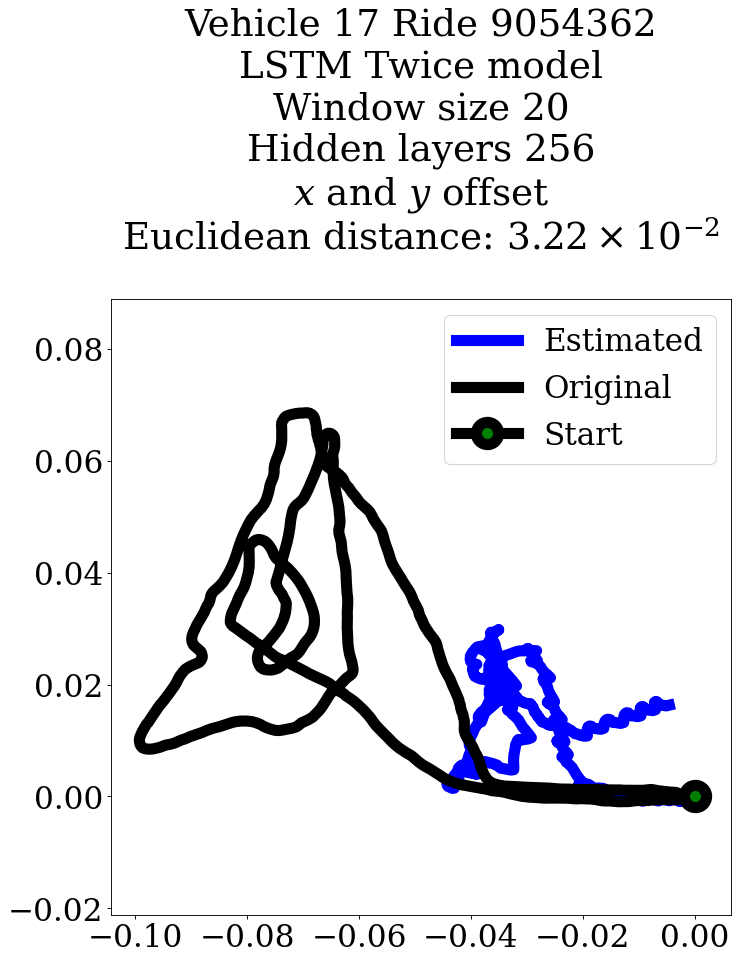 Vehicle 17 Ride 9054362
LSTM Twice model
Window size 20
Hidden layers 256
x and y offset
Euclidean distance: 3.22 × 10⁻²
Estimated
Original
Start
0.08
0.06
0.04
0.02
0.00
−0.02
−0.10 −0.08 −0.06 −0.04 −0.02 0.00